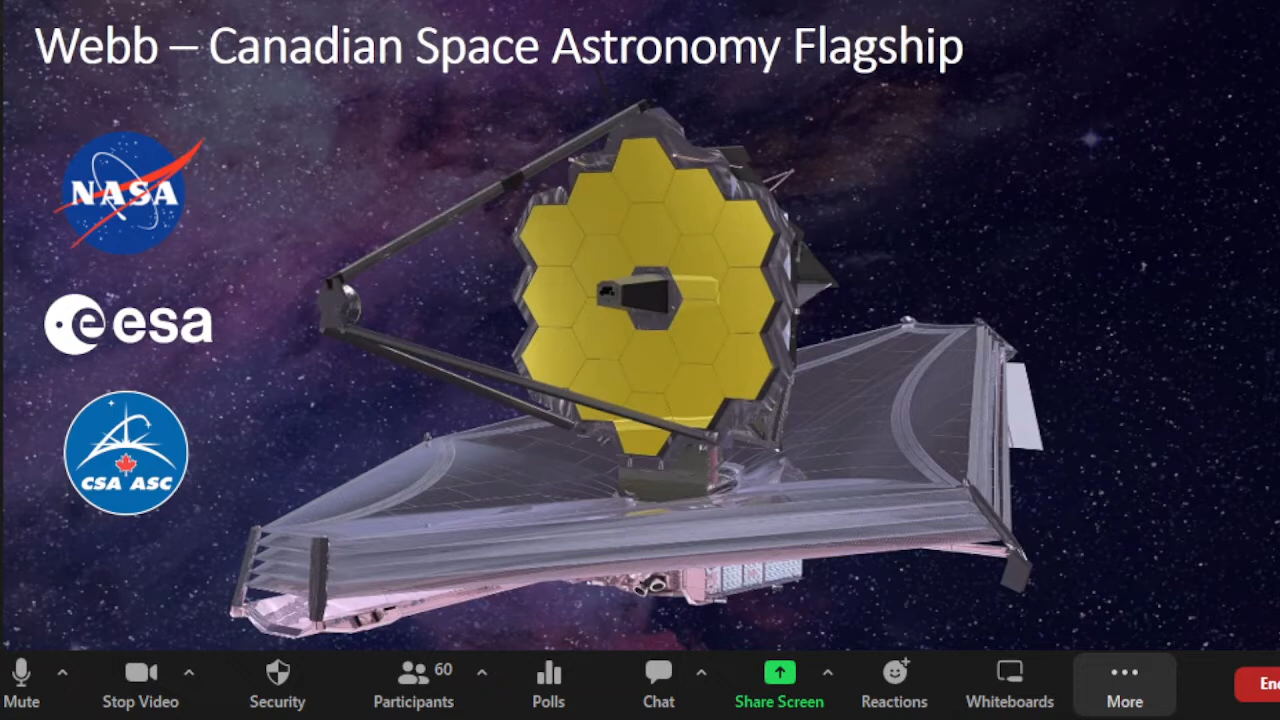 Webb – Canadian Space Astronomy Flagship
NASA
esa
CSA ASC
60
Mute
Stop Video
Security
Participants
Polls
Chat
Share Screen
Reactions
Whiteboards
More